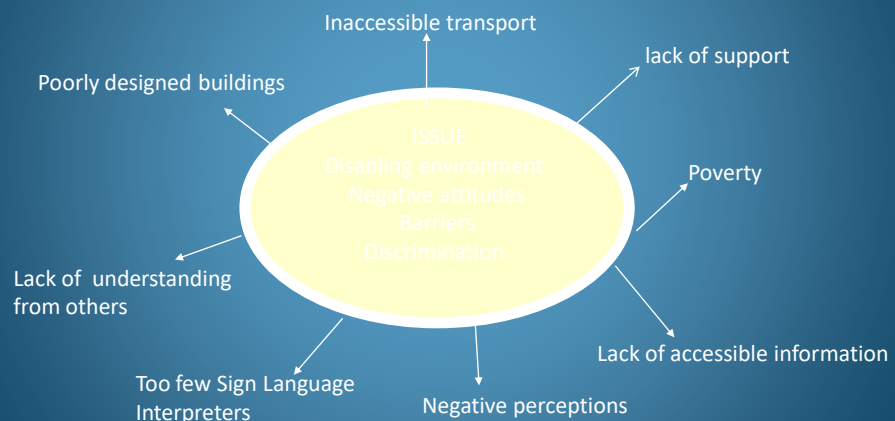 Inaccessible transport
lack of support
Poorly designed buildings
ISSUE
Disabling environment
Negative attitudes
Barriers
Discrimination
Poverty
Lack of understanding
from others
Lack of accessible information
Too few Sign Language
Interpreters
Negative perceptions